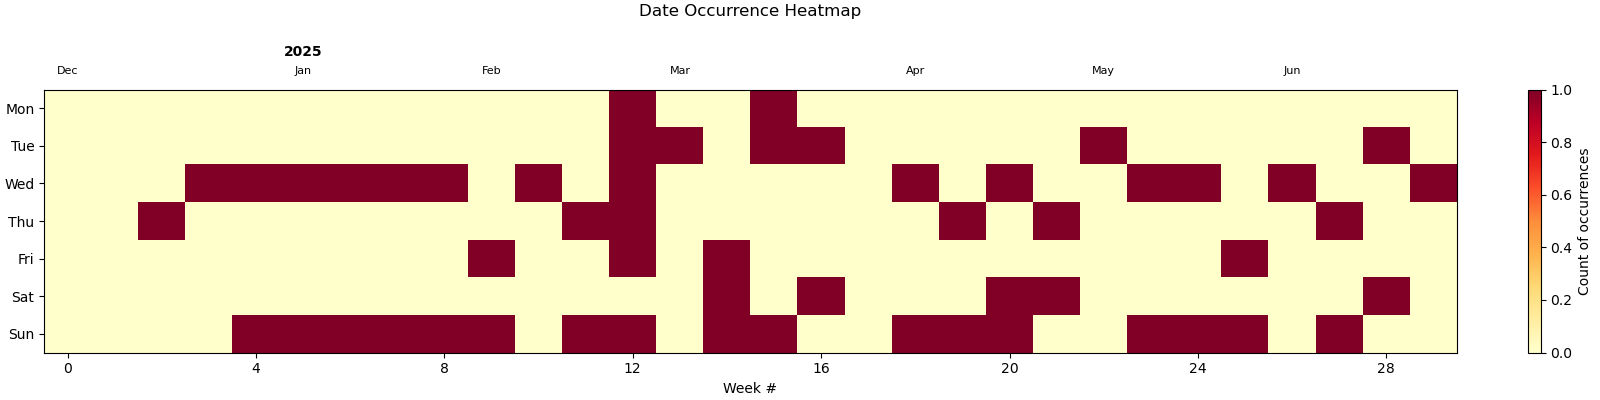 Date Occurrence Heatmap
2025
Dec Jan Feb Mar Apr May Jun
Mon
Tue
Wed
Thu
Fri
Sat
Sun
0 4 8 12 16 20 24 28
Week #
1.0
0.8
0.6
0.4
0.2
0.0
Count of occurrences